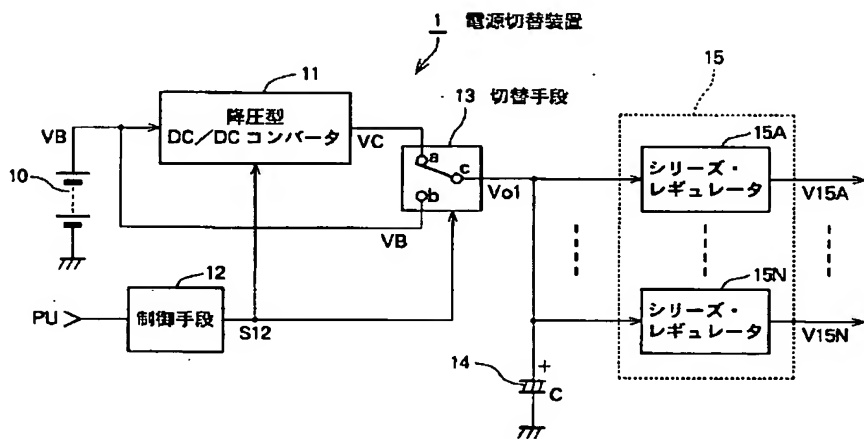 1 電源切替装置
11
降圧型
DC／DC コンバータ
VB
VC
13 切替手段
a
c
b
Vo1
15
15A
シリーズ・
レギュレータ
V15A
10
VB
12
制御手段
PU
S12
15N
シリーズ・
レギュレータ
V15N
14
+
C